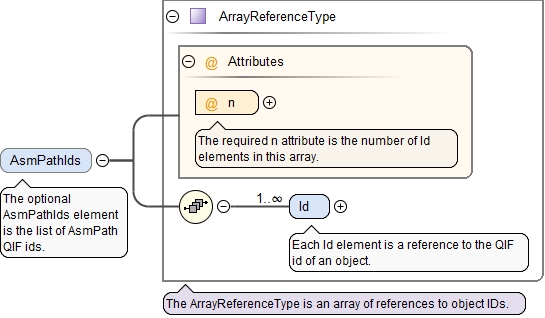 ArrayReferenceType
@ Attributes
@ n
The required n attribute is the number of Id
elements in this array.
AsmPathIds
The optional
AsmPathIds element
is the list of AsmPath
QIF ids.
1..∞
Id
Each Id element is a reference to the QIF
id of an object.
The ArrayReferenceType is an array of references to object IDs.